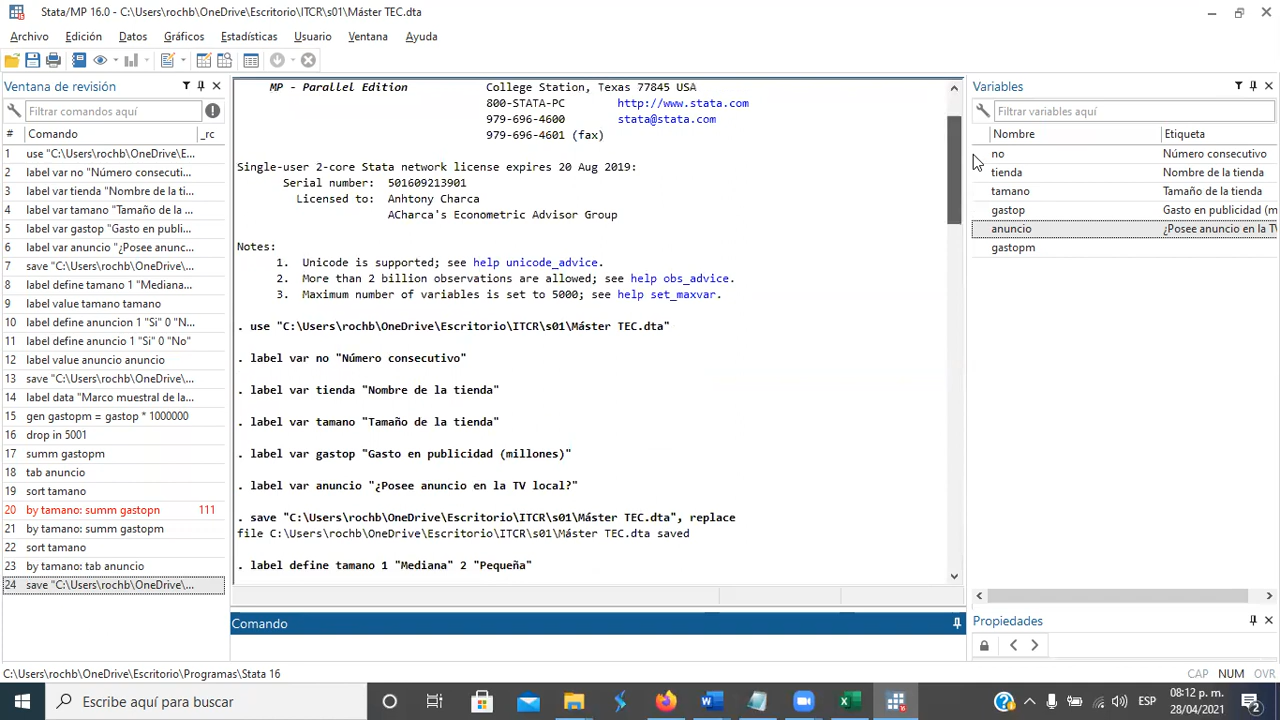 Stata/MP 16.0 - C:\Users\rochb\OneDrive\Escritorio\ITCR\s01\Máster TEC.dta
Archivo Edición Datos Gráficos Estadísticas Usuario Ventana Ayuda
Ventana de revisión
Filtrar comandos aquí
# Comando _rc
1 use "C:\Users\rochb\OneDrive\E...
2 label var no "Número consecuti...
3 label var tienda "Nombre de la ti...
4 label var tamano "Tamaño de la ...
5 label var gastop "Gasto en publi...
6 label var anuncio "¿Posee anunc...
7 save "C:\Users\rochb\OneDrive\...
8 label define tamano 1 "Mediana...
9 label value tamano tamano
10 label define anuncion 1 "Si" 0 "N...
11 label define anuncio 1 "Si" 0 "No"
12 label value anuncio anuncio
13 save "C:\Users\rochb\OneDrive\...
14 label data "Marco muestral de la...
15 gen gastopm = gastop * 1000000
16 drop in 5001
17 summ gastopm
18 tab anuncio
19 sort tamano
20 by tamano: summ gastopn 111
21 by tamano: summ gastopm
22 sort tamano
23 by tamano: tab anuncio
24 save "C:\Users\rochb\OneDrive\...
MP - Parallel Edition College Station, Texas 77845 USA
800-STATA-PC http://www.stata.com
979-696-4600 stata@stata.com
979-696-4601 (fax)
Single-user 2-core Stata network license expires 20 Aug 2019:
Serial number: 501609213901
Licensed to: Anhtony Charca
ACharca's Econometric Advisor Group
Notes:
1. Unicode is supported; see help unicode_advice.
2. More than 2 billion observations are allowed; see help obs_advice.
3. Maximum number of variables is set to 5000; see help set_maxvar.
. use "C:\Users\rochb\OneDrive\Escritorio\ITCR\s01\Máster TEC.dta"
. label var no "Número consecutivo"
. label var tienda "Nombre de la tienda"
. label var tamano "Tamaño de la tienda"
. label var gastop "Gasto en publicidad (millones)"
. label var anuncio "¿Posee anuncio en la TV local?"
. save "C:\Users\rochb\OneDrive\Escritorio\ITCR\s01\Máster TEC.dta", replace
file C:\Users\rochb\OneDrive\Escritorio\ITCR\s01\Máster TEC.dta saved
. label define tamano 1 "Mediana" 2 "Pequeña"
Comando
Variables
Filtrar variables aquí
Nombre Etiqueta
no Número consecutivo
tienda Nombre de la tienda
tamano Tamaño de la tienda
gastop Gasto en publicidad (m
anuncio ¿Posee anuncio en la TV
gastopm
Propiedades
C:\Users\rochb\OneDrive\Escritorio\Programas\Stata 16
CAP NUM OVR
Escribe aquí para buscar
ESP
08:12 p. m.
28/04/2021
2